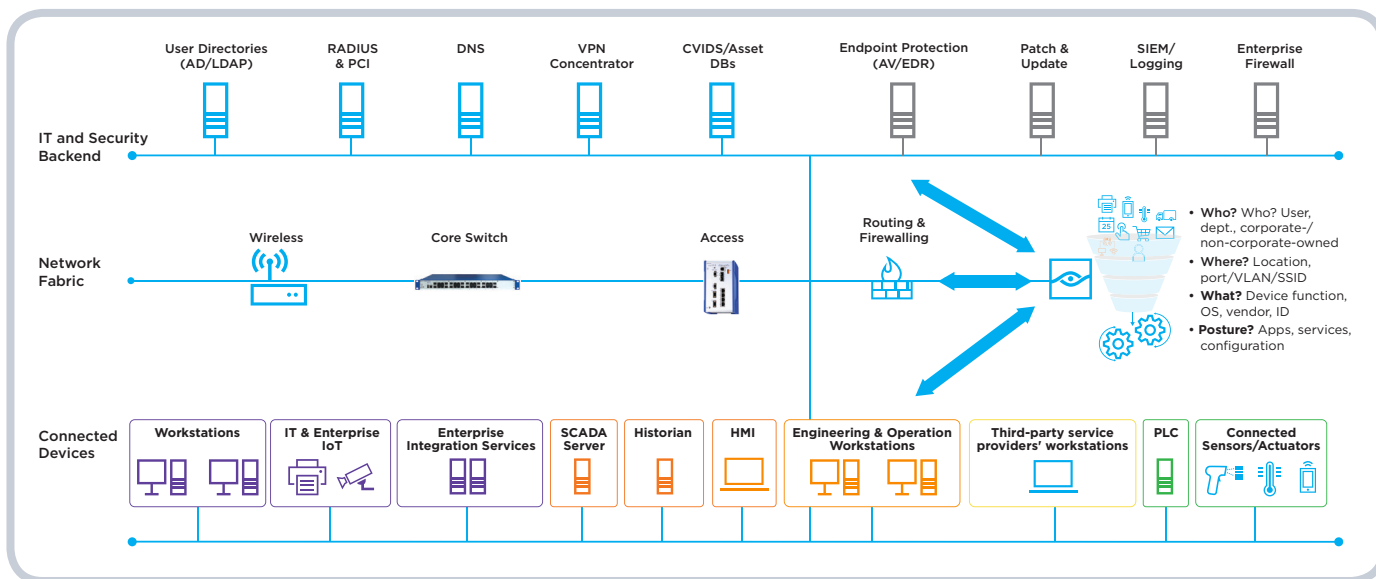 User Directories
(AD/LDAP)
RADIUS
& PCI
DNS
VPN
Concentrator
CVIDS/Asset
DBs
Endpoint Protection
(AV/EDR)
Patch &
Update
SIEM/
Logging
Enterprise
Firewall
IT and Security
Backend
Network
Fabric
Wireless
Core Switch
Access
Routing &
Firewalling
25
• Who? Who? User,
dept., corporate-/
non-corporate-owned
• Where? Location,
port/VLAN/SSID
• What? Device function,
OS, vendor, ID
• Posture? Apps, services,
configuration
Connected
Devices
Workstations
IT & Enterprise
IoT
Enterprise
Integration Services
SCADA
Server
Historian
HMI
Engineering & Operation
Workstations
Third-party service
providers' workstations
PLC
Connected
Sensors/Actuators